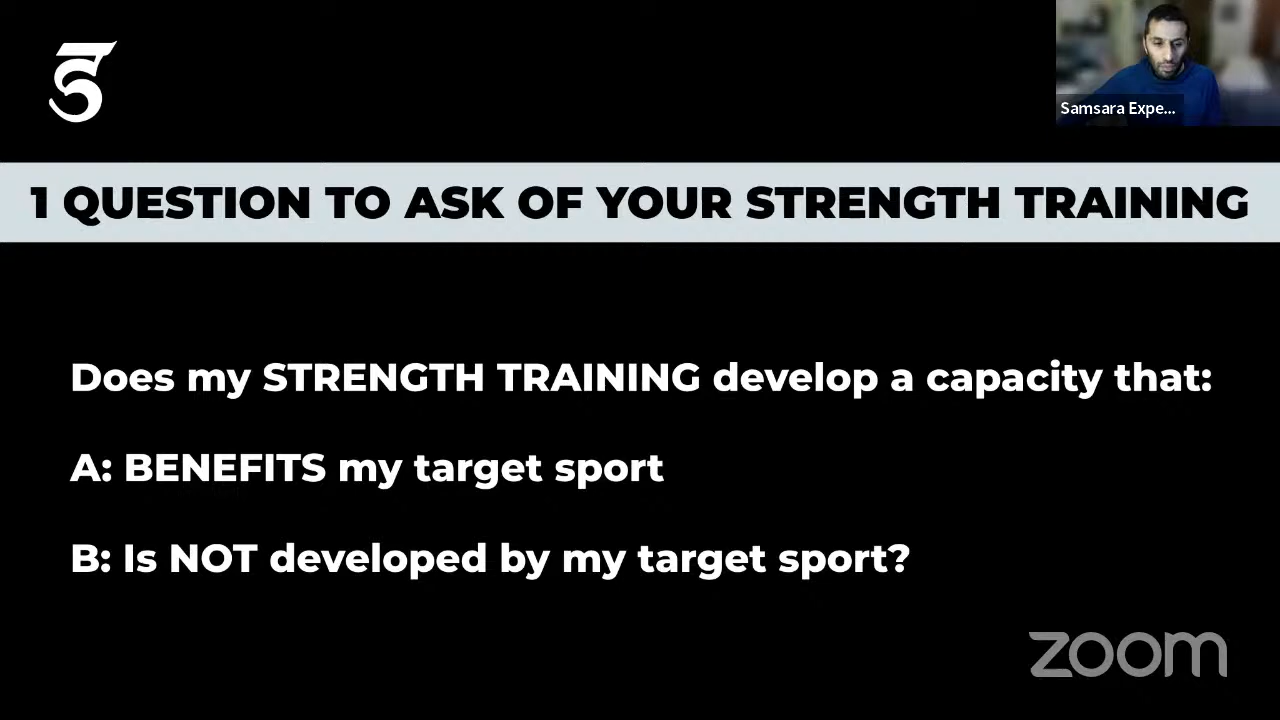 Samsara Expe...
1 QUESTION TO ASK OF YOUR STRENGTH TRAINING
Does my STRENGTH TRAINING develop a capacity that:
A: BENEFITS my target sport
B: Is NOT developed by my target sport?
zoom